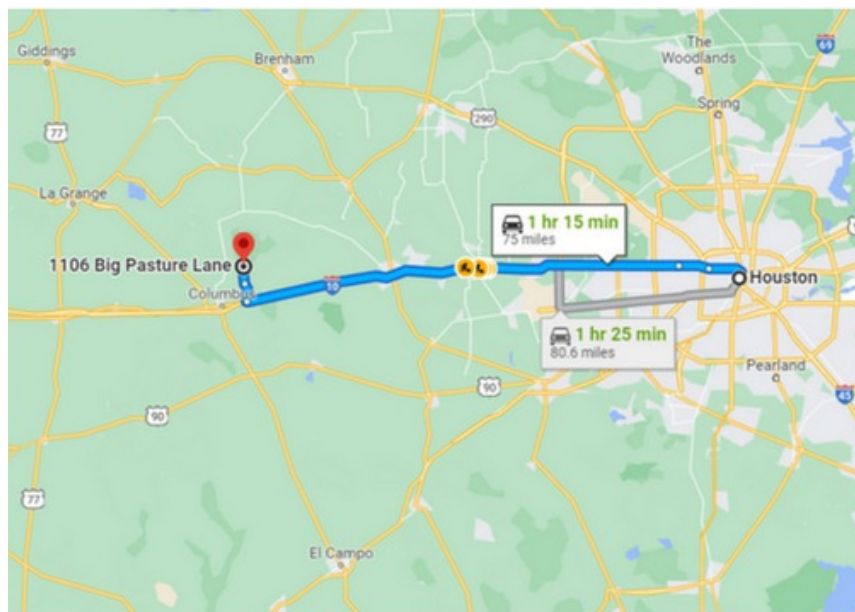 Giddings
Brenham
The
Woodlands
69
Spring
77
290
La Grange
1 hr 15 min
75 miles
1106 Big Pasture Lane
Houston
10
Columbus
1 hr 25 min
80.6 miles
Pearland
90
45
90
77
El Campo